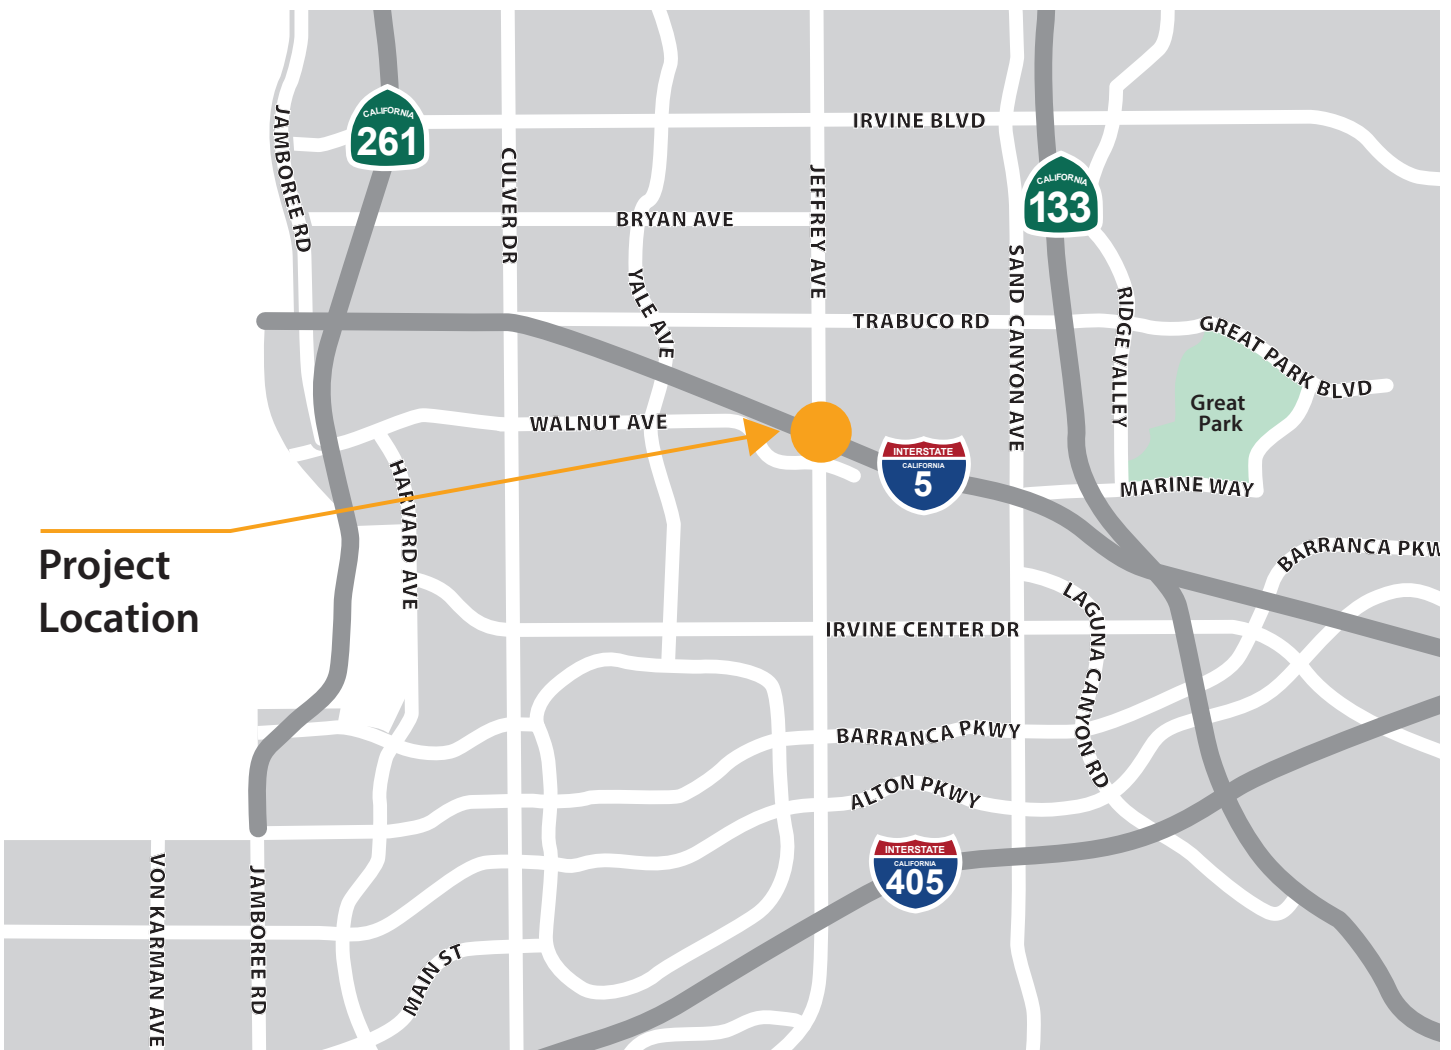 CALIFORNIA
261
IRVINE BLVD
JAMBOREE RD
CULVER DR
JEFFREY AVE
CALIFORNIA
133
BRYAN AVE
YALE AVE
SAND CANYON AVE
RIDGE VALLEY
TRABUCO RD
GREAT PARK BLVD
Great
Park
WALNUT AVE
INTERSTATE
CALIFORNIA
5
HARVARD AVE
MARINE WAY
Project
Location
BARRANCA PKW
LAGUNA CANYON RD
IRVINE CENTER DR
BARRANCA PKWY
ALTON PKWY
INTERSTATE
CALIFORNIA
405
VON KARMAN AVE
JAMBOREE RD
MAIN ST